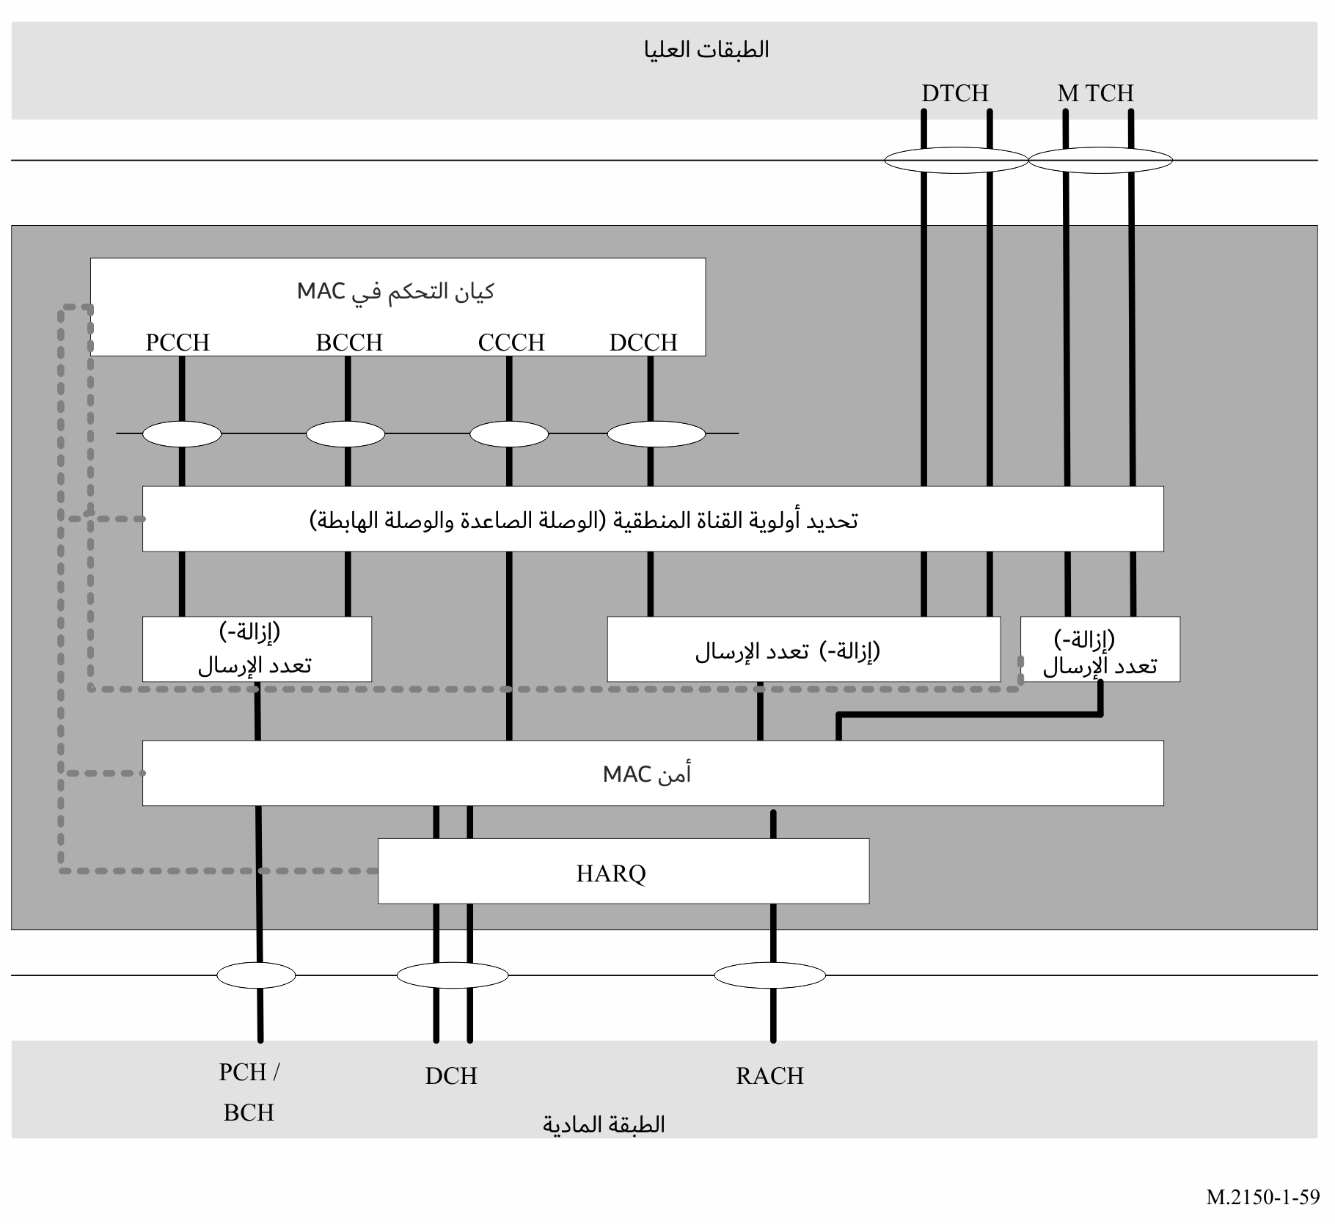 الطبقات العليا
DTCH
M TCH
كيان التحكم في MAC
PCCH
BCCH
CCCH
DCCH
تحديد أولوية القناة المنطقية (الوصلة الصاعدة والوصلة الهابطة)
(إزالة-)
تعدد الإرسال
(إزالة-) تعدد الإرسال
(إزالة-)
تعدد الإرسال
أمن MAC
HARQ
PCH /
BCH
DCH
RACH
الطبقة المادية
M.2150-1-59